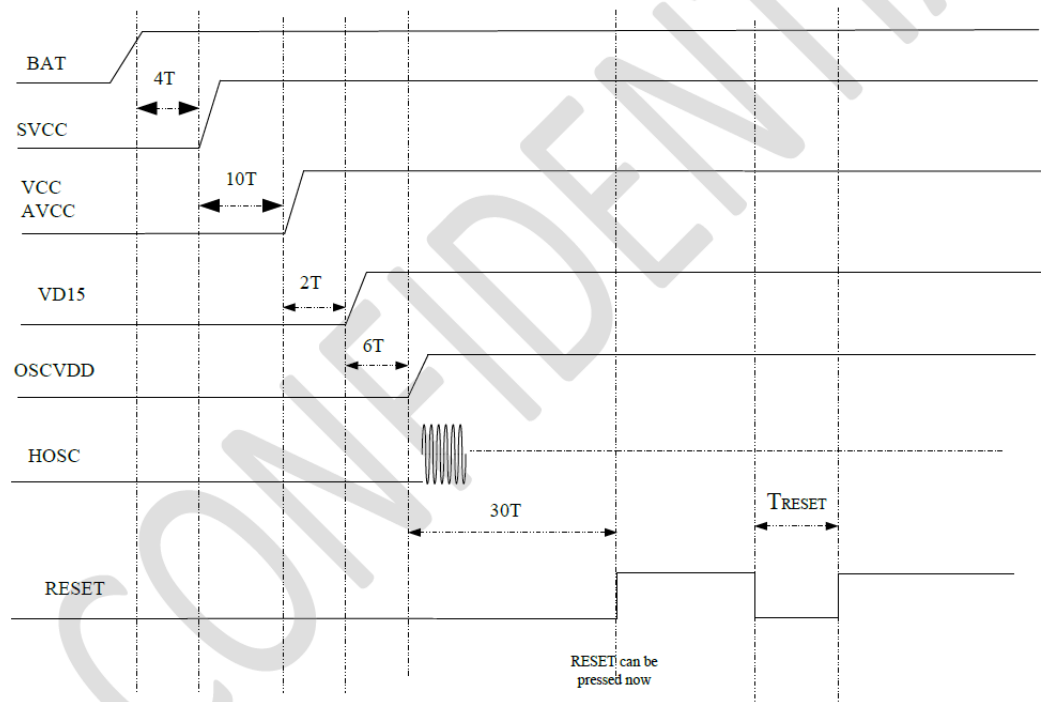 BAT
4T
SVCC
10T
VCC
AVCC
2T
VD15
6T
OSCVDD
HOSC
30T
TRESET
RESET
RESET can be
pressed now
CONFIDENTIA